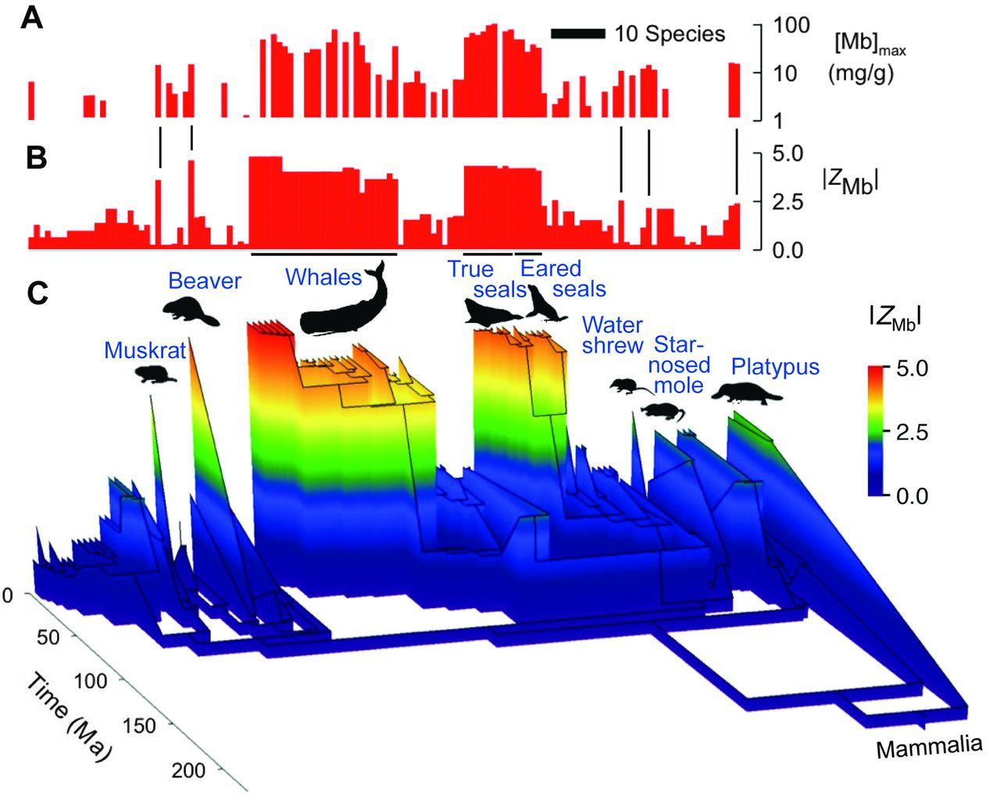 A
10 Species
100
10
1
[Mb]max
(mg/g)
B
5.0
2.5
0.0
|ZMb|
C
Beaver
Whales
True
seals
Eared
seals
Muskrat
Water
shrew
Star-
nosed
mole
Platypus
|ZMb|
5.0
2.5
0.0
0
50
100
150
200
Time (Ma)
Mammalia